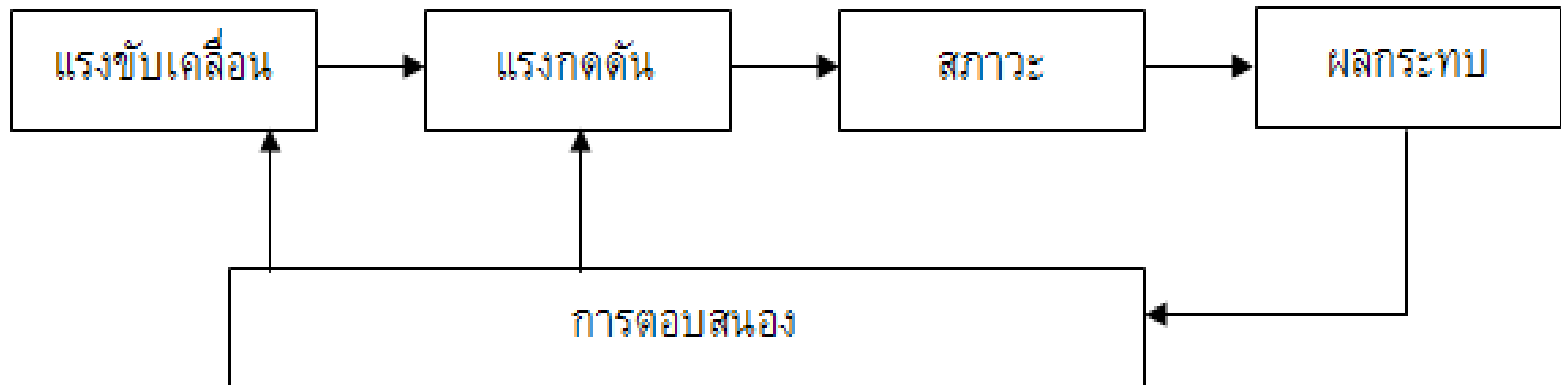 แรงขับเคลื่อน
แรงกดดัน
สภาวะ
ผลกระทบ
การตอบสนอง